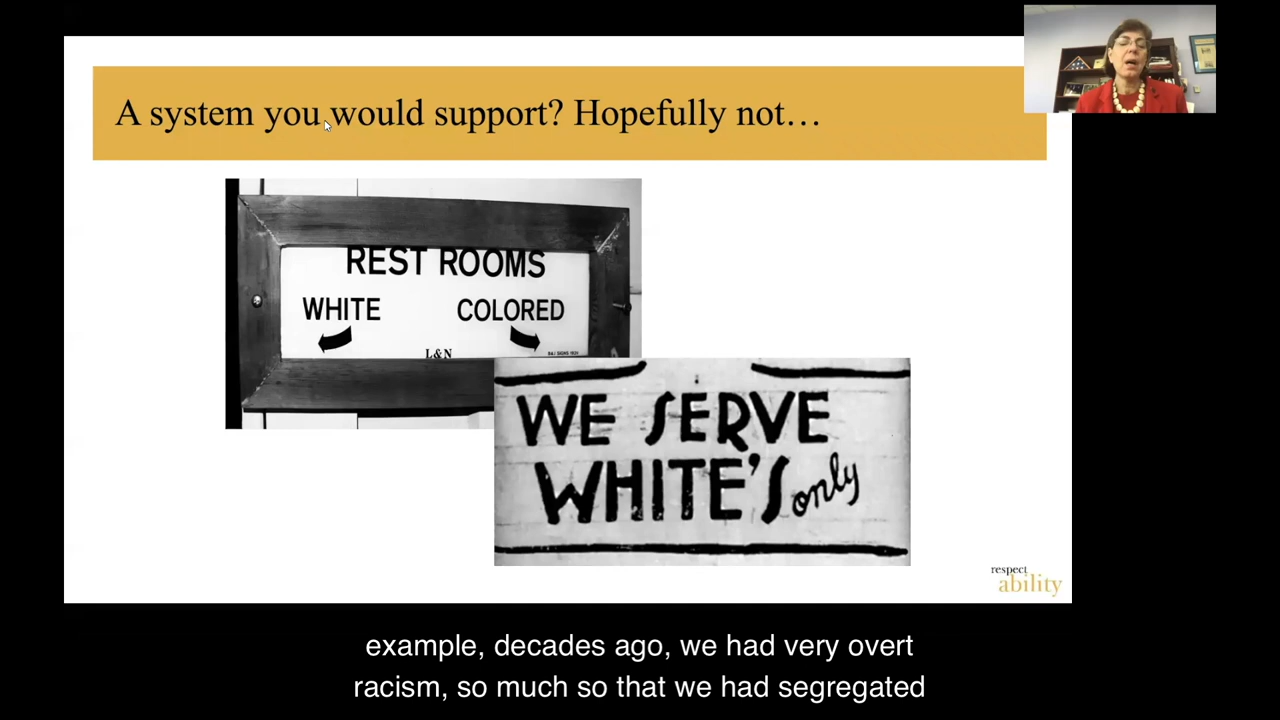 A system you would support? Hopefully not…
REST ROOMS
WHITE COLORED
L&N
WE SERVE
WHITE'S only
respect
ability
example, decades ago, we had very overt
racism, so much so that we had segregated